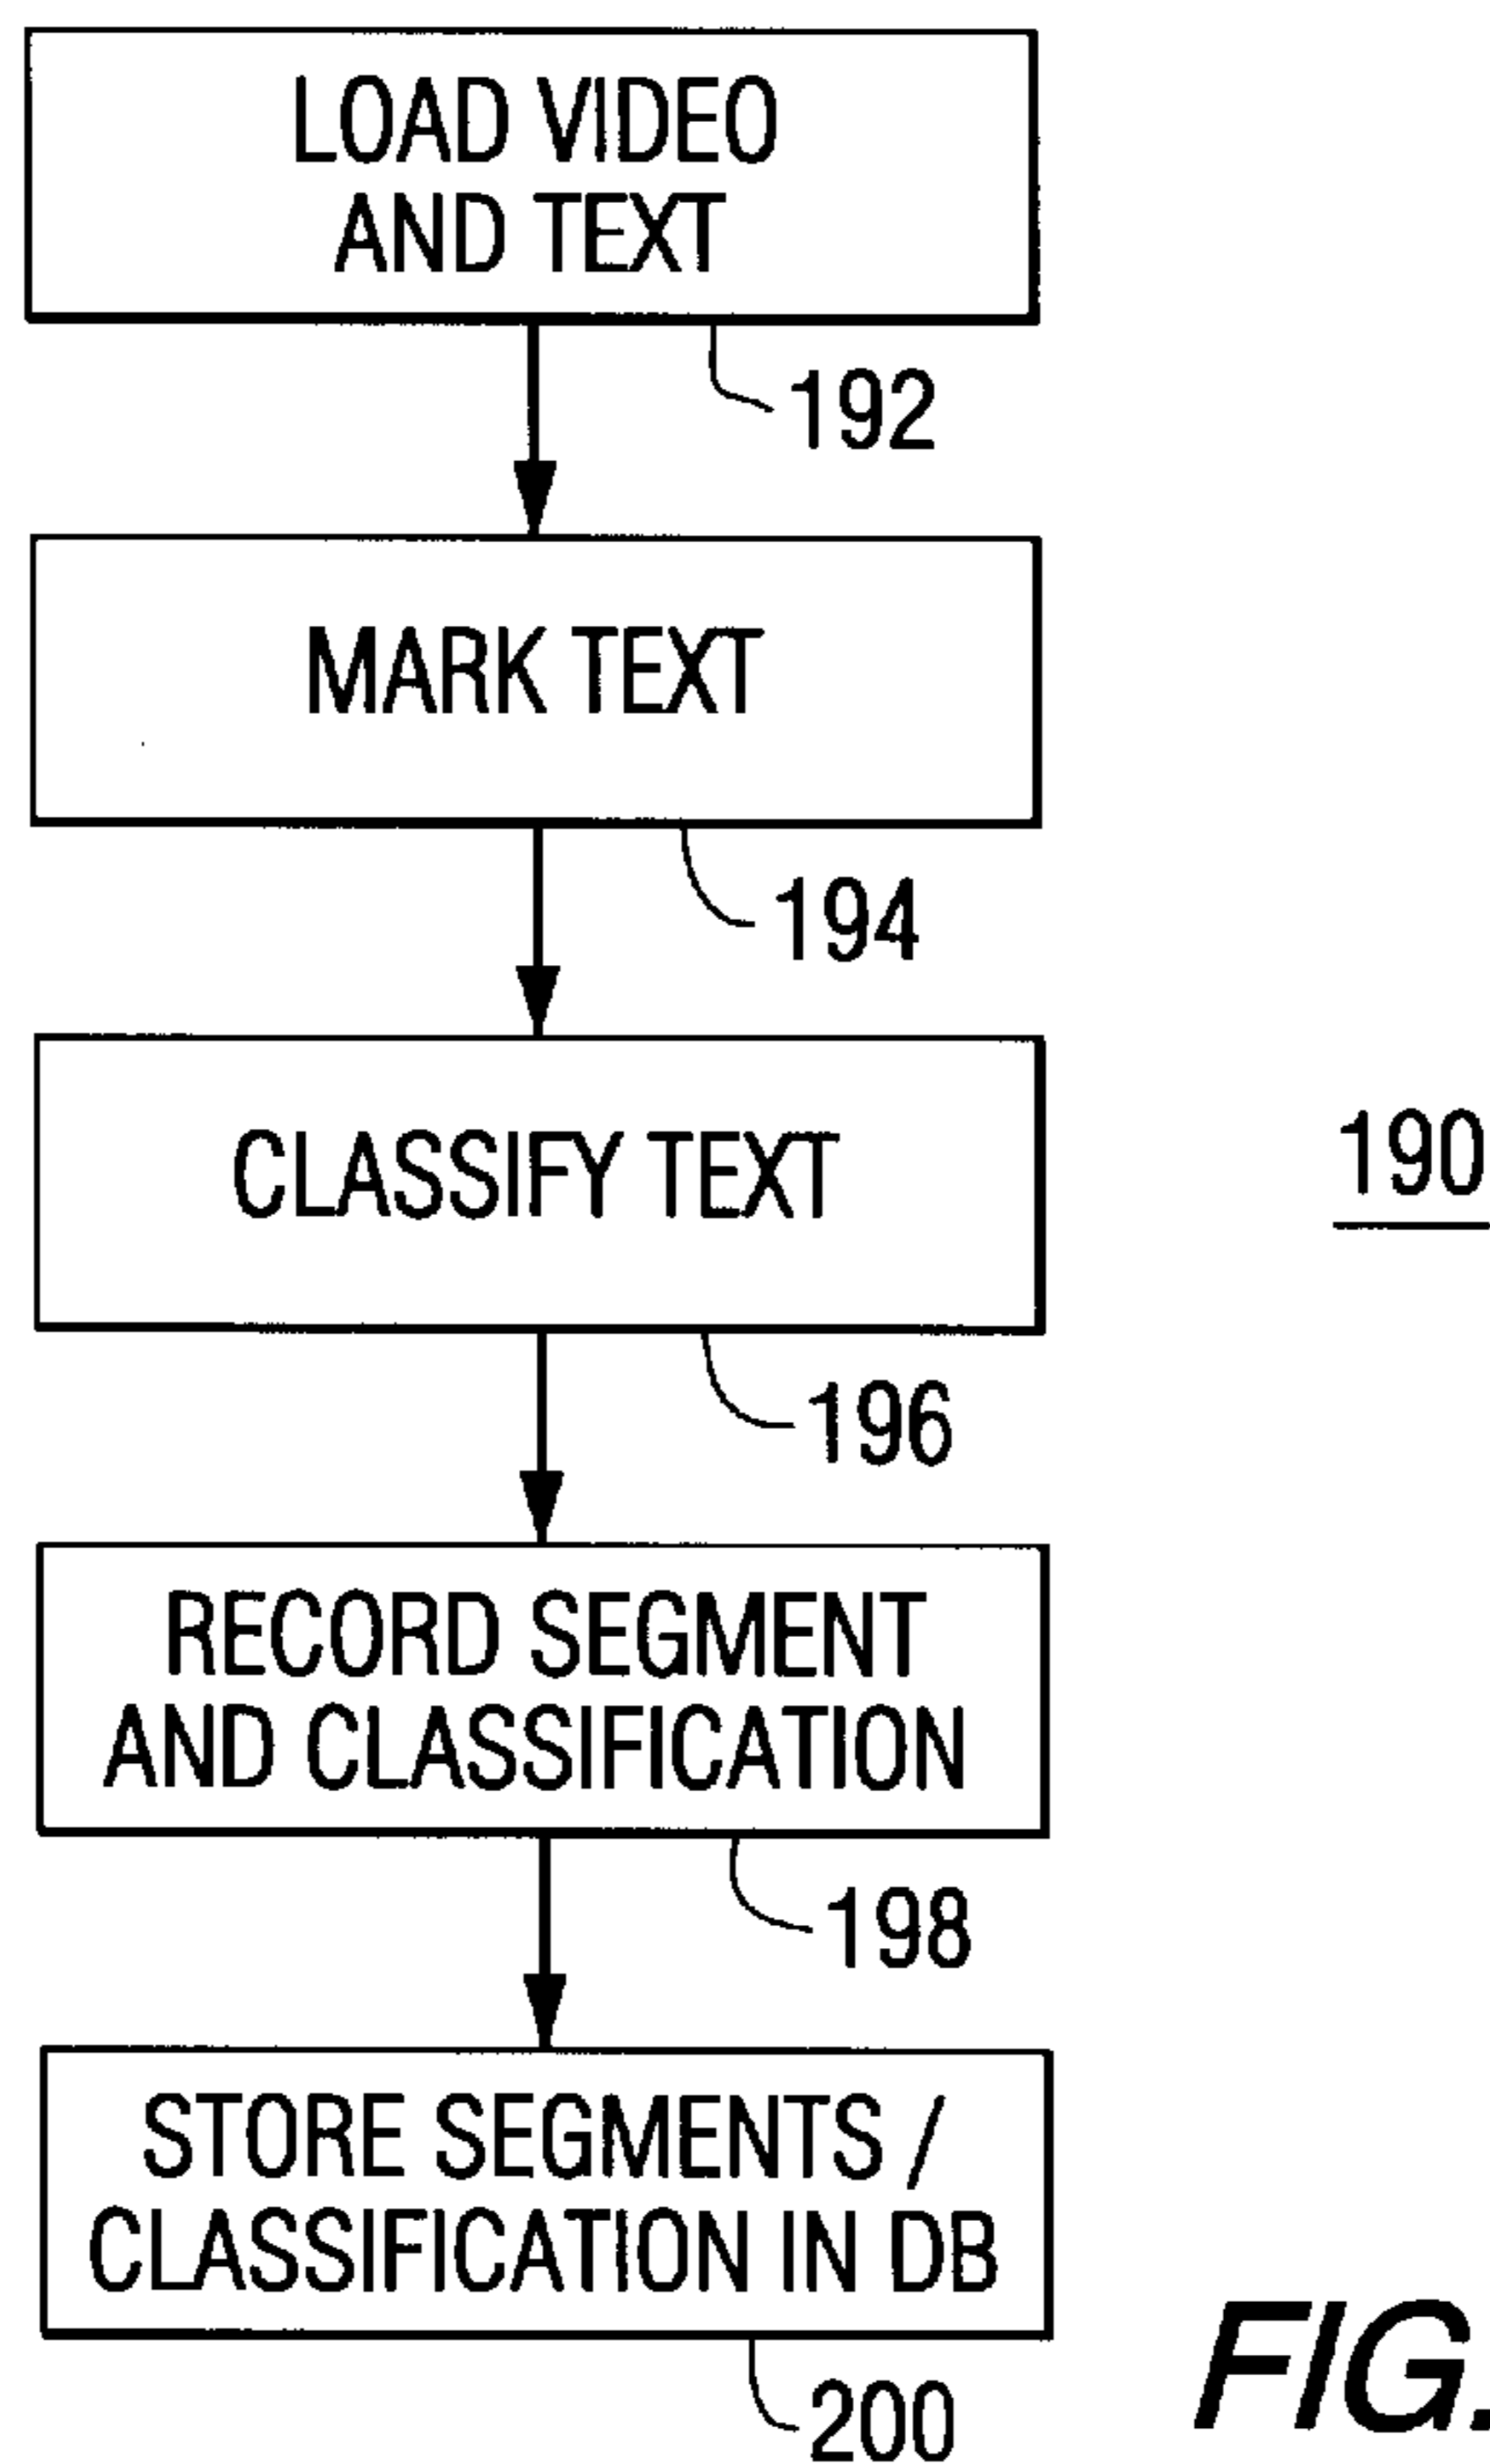 LOAD VIDEO
AND TEXT
192
MARK TEXT
194
CLASSIFY TEXT
190
196
RECORD SEGMENT
AND CLASSIFICATION
198
STORE SEGMENTS /
CLASSIFICATION IN DB
200
FIG.